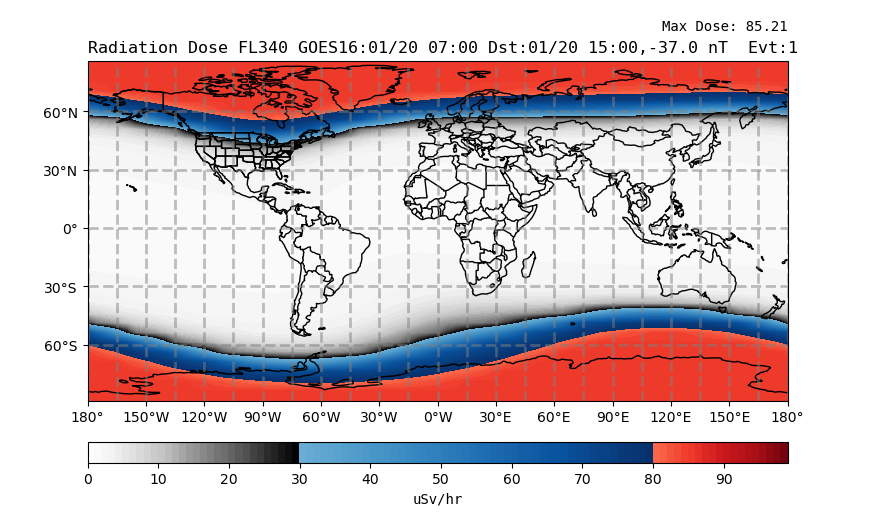 Max Dose: 85.21
Radiation Dose FL340 GOES16:01/20 07:00 Dst:01/20 15:00,-37.0 nT  Evt:1
60°N
30°N
0°
30°S
60°S
180° 150°W 120°W 90°W 60°W 30°W 0°W 30°E 60°E 90°E 120°E 150°E 180°
0 10 20 30 40 50 60 70 80 90
uSv/hr